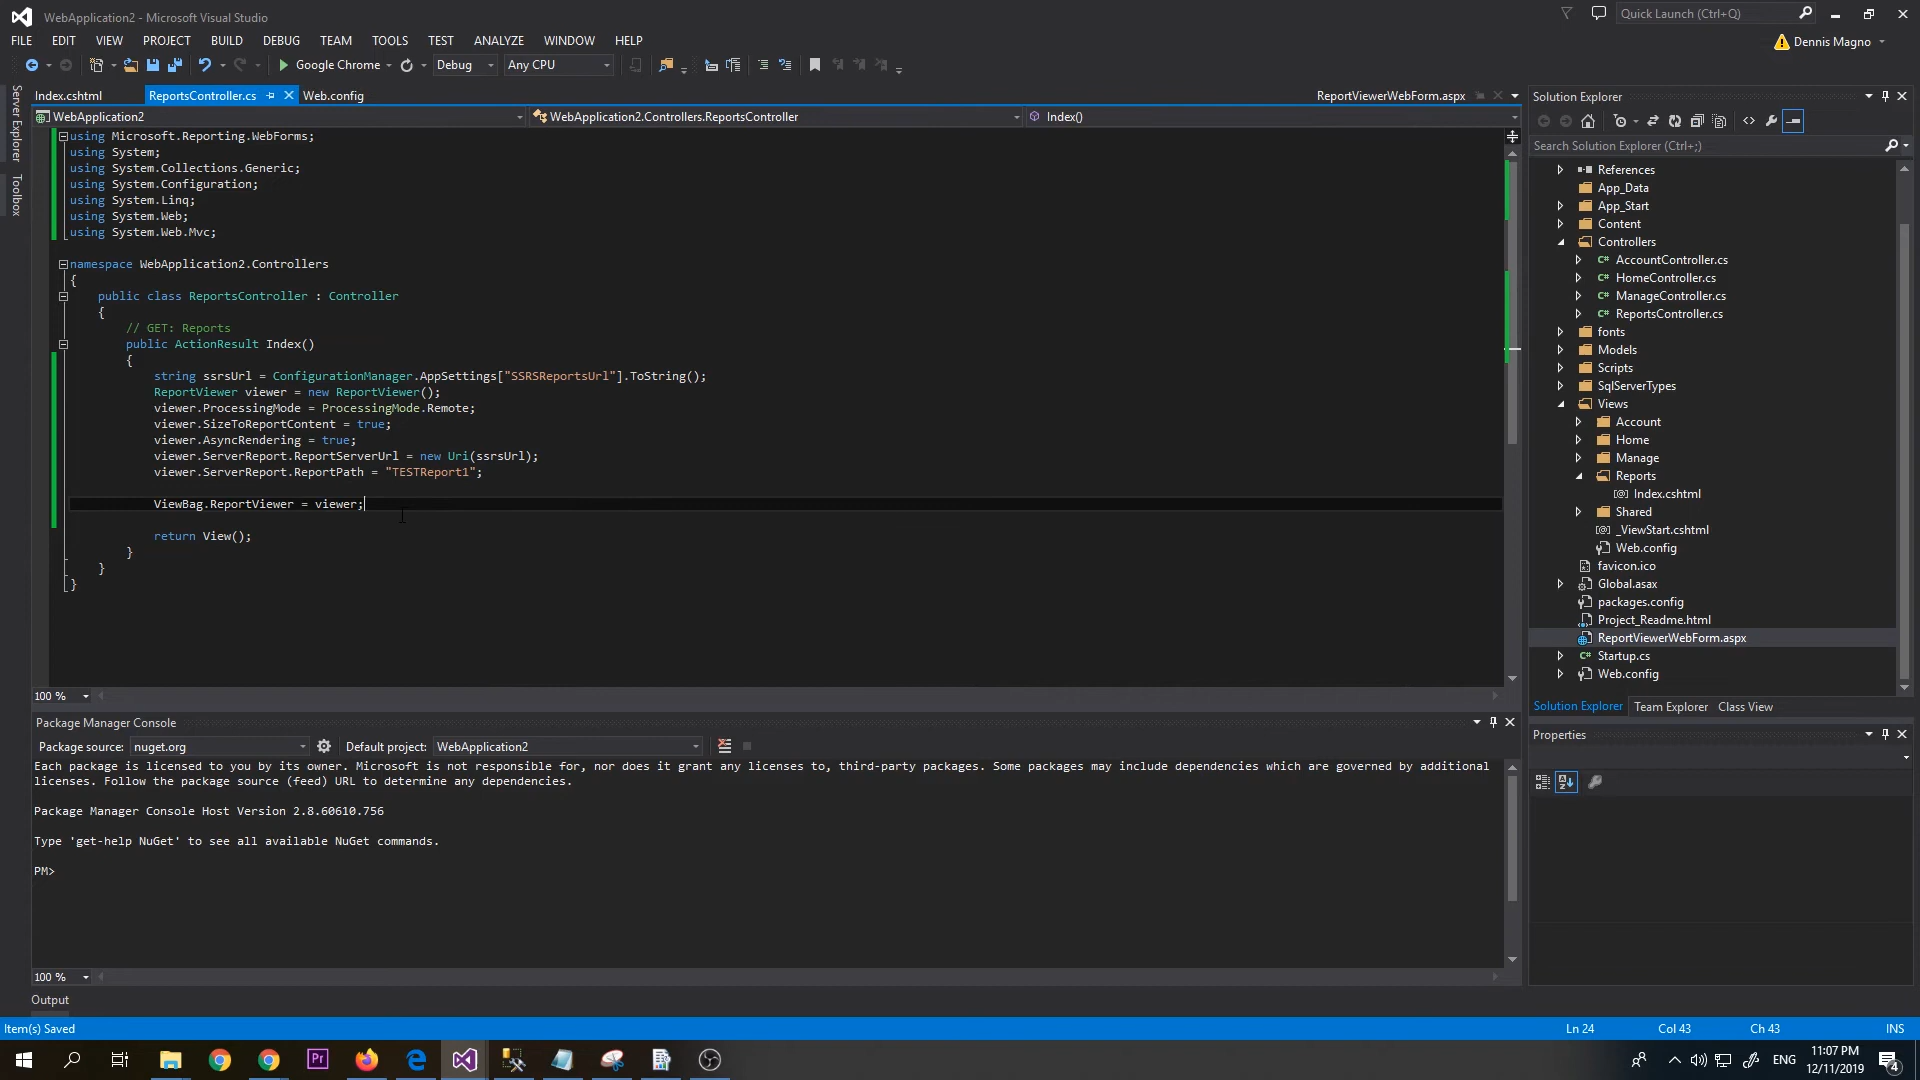 WebApplication2 - Microsoft Visual Studio
Quick Launch (Ctrl+Q)
FILE EDIT VIEW PROJECT BUILD DEBUG TEAM TOOLS TEST ANALYZE WINDOW HELP
Dennis Magno
Google Chrome Debug Any CPU
Server Explorer
Toolbox
Index.cshtml ReportsController.cs Web.config ReportViewerWebForm.aspx
WebApplication2 WebApplication2.Controllers.ReportsController Index()
using Microsoft.Reporting.WebForms;
using System;
using System.Collections.Generic;
using System.Configuration;
using System.Linq;
using System.Web;
using System.Web.Mvc;
namespace WebApplication2.Controllers
{
public class ReportsController : Controller
{
// GET: Reports
public ActionResult Index()
{
string ssrsUrl = ConfigurationManager.AppSettings["SSRSReportsUrl"].ToString();
ReportViewer viewer = new ReportViewer();
viewer.ProcessingMode = ProcessingMode.Remote;
viewer.SizeToReportContent = true;
viewer.AsyncRendering = true;
viewer.ServerReport.ReportServerUrl = new Uri(ssrsUrl);
viewer.ServerReport.ReportPath = "TESTReport1";
ViewBag.ReportViewer = viewer;
return View();
}
}
}
100 %
Package Manager Console
Package source: nuget.org Default project: WebApplication2
Each package is licensed to you by its owner. Microsoft is not responsible for, nor does it grant any licenses to, third-party packages. Some packages may include dependencies which are governed by additional
licenses. Follow the package source (feed) URL to determine any dependencies.
Package Manager Console Host Version 2.8.60610.756
Type 'get-help NuGet' to see all available NuGet commands.
PM>
100 %
Output
Solution Explorer
Search Solution Explorer (Ctrl+;)
References
App_Data
App_Start
Content
Controllers
C# AccountController.cs
C# HomeController.cs
C# ManageController.cs
C# ReportsController.cs
fonts
Models
Scripts
SqlServerTypes
Views
Account
Home
Manage
Reports
Index.cshtml
Shared
_ViewStart.cshtml
Web.config
favicon.ico
Global.asax
packages.config
Project_Readme.html
ReportViewerWebForm.aspx
C# Startup.cs
Web.config
Solution Explorer Team Explorer Class View
Properties
Item(s) Saved Ln 24 Col 43 Ch 43 INS
Pr
ENG
11:07 PM
12/11/2019
4